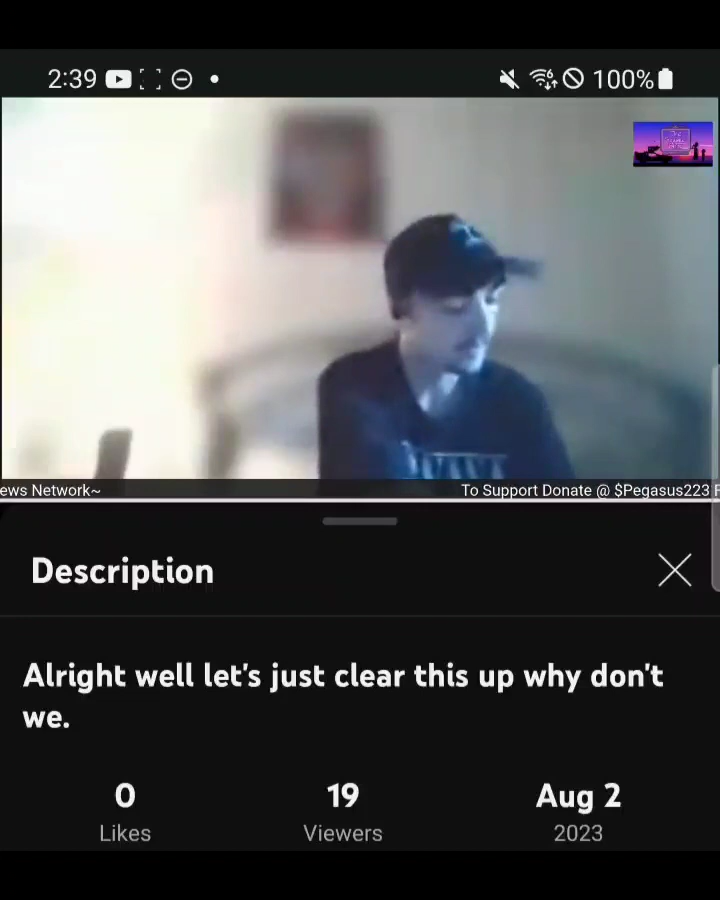 2:39
100%
ews Network~
To Support Donate @ $Pegasus223 F
Description
Alright well let's just clear this up why don't
we.
0
19
Aug 2
Likes
Viewers
2023